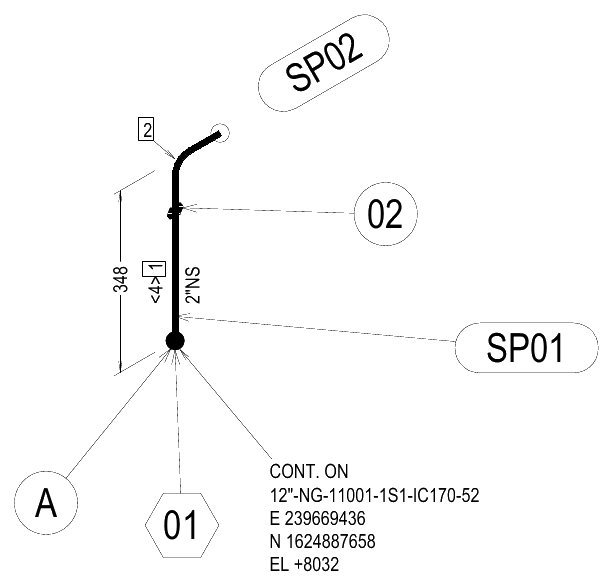 SP02
2
02
348
<4> 1
2"NS
SP01
A
01
CONT. ON
12"-NG-11001-1S1-IC170-52
E 239669436
N 1624887658
EL +8032